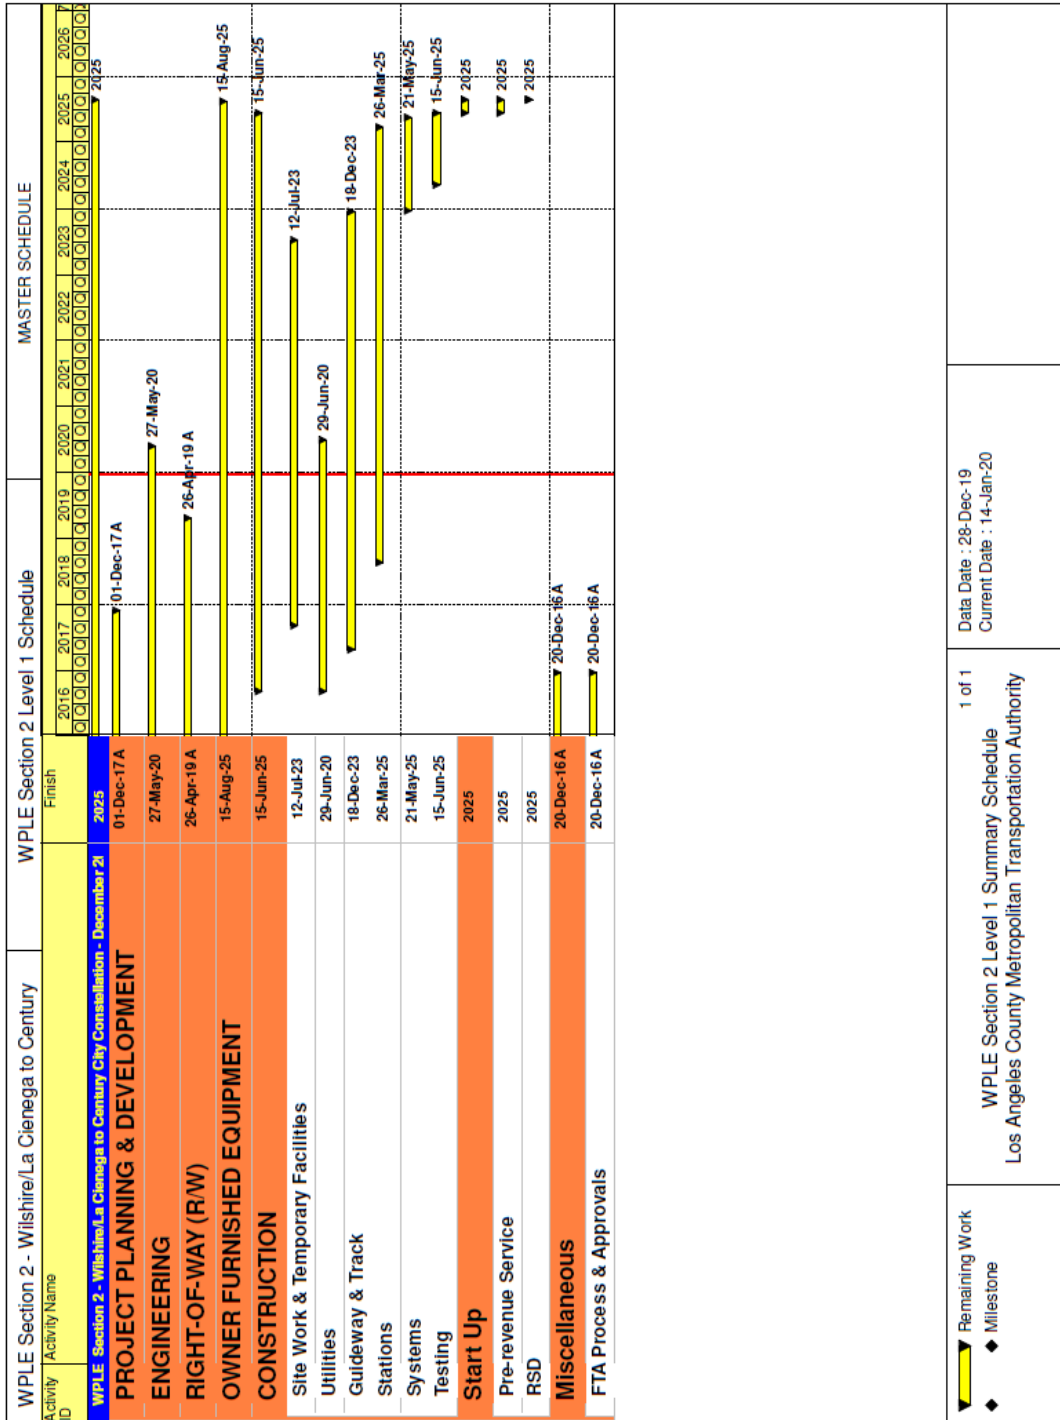 WPLE Section 2 - Wilshire/La Cienega to Century
WPLE Section 2 Level 1 Schedule
MASTER SCHEDULE
Activity ID
Activity Name
Finish
2016 2017 2018 2019 2020 2021 2022 2023 2024 2025 2026 7
Q Q Q Q Q Q Q Q Q Q Q Q Q Q Q Q Q Q Q Q Q Q Q Q Q Q Q Q Q Q Q Q Q Q Q Q Q Q Q Q Q Q Q Q
WPLE Section 2 - Wilshire/La Cienega to Century City Constellation - December 2 2025 2025
PROJECT PLANNING & DEVELOPMENT 01-Dec-17 A 01-Dec-17 A
ENGINEERING 27-May-20 27-May-20
RIGHT-OF-WAY (R/W) 26-Apr-19 A 26-Apr-19 A
OWNER FURNISHED EQUIPMENT 15-Aug-25 15-Aug-25
CONSTRUCTION 15-Jun-25 15-Jun-25
Site Work & Temporary Facilities 12-Jul-23 12-Jul-23
Utilities 29-Jun-20 29-Jun-20
Guideway & Track 18-Dec-23 18-Dec-23
Stations 26-Mar-25 26-Mar-25
Systems 21-May-25 21-May-25
Testing 15-Jun-25 15-Jun-25
Start Up 2025 2025
Pre-revenue Service 2025 2025
RSD 2025 2025
Miscellaneous 20-Dec-16 A 20-Dec-16 A
FTA Process & Approvals 20-Dec-16 A 20-Dec-16 A
Remaining Work
Milestone
1 of 1
WPLE Section 2 Level 1 Summary Schedule
Los Angeles County Metropolitan Transportation Authority
Data Date : 28-Dec-19
Current Date : 14-Jan-20